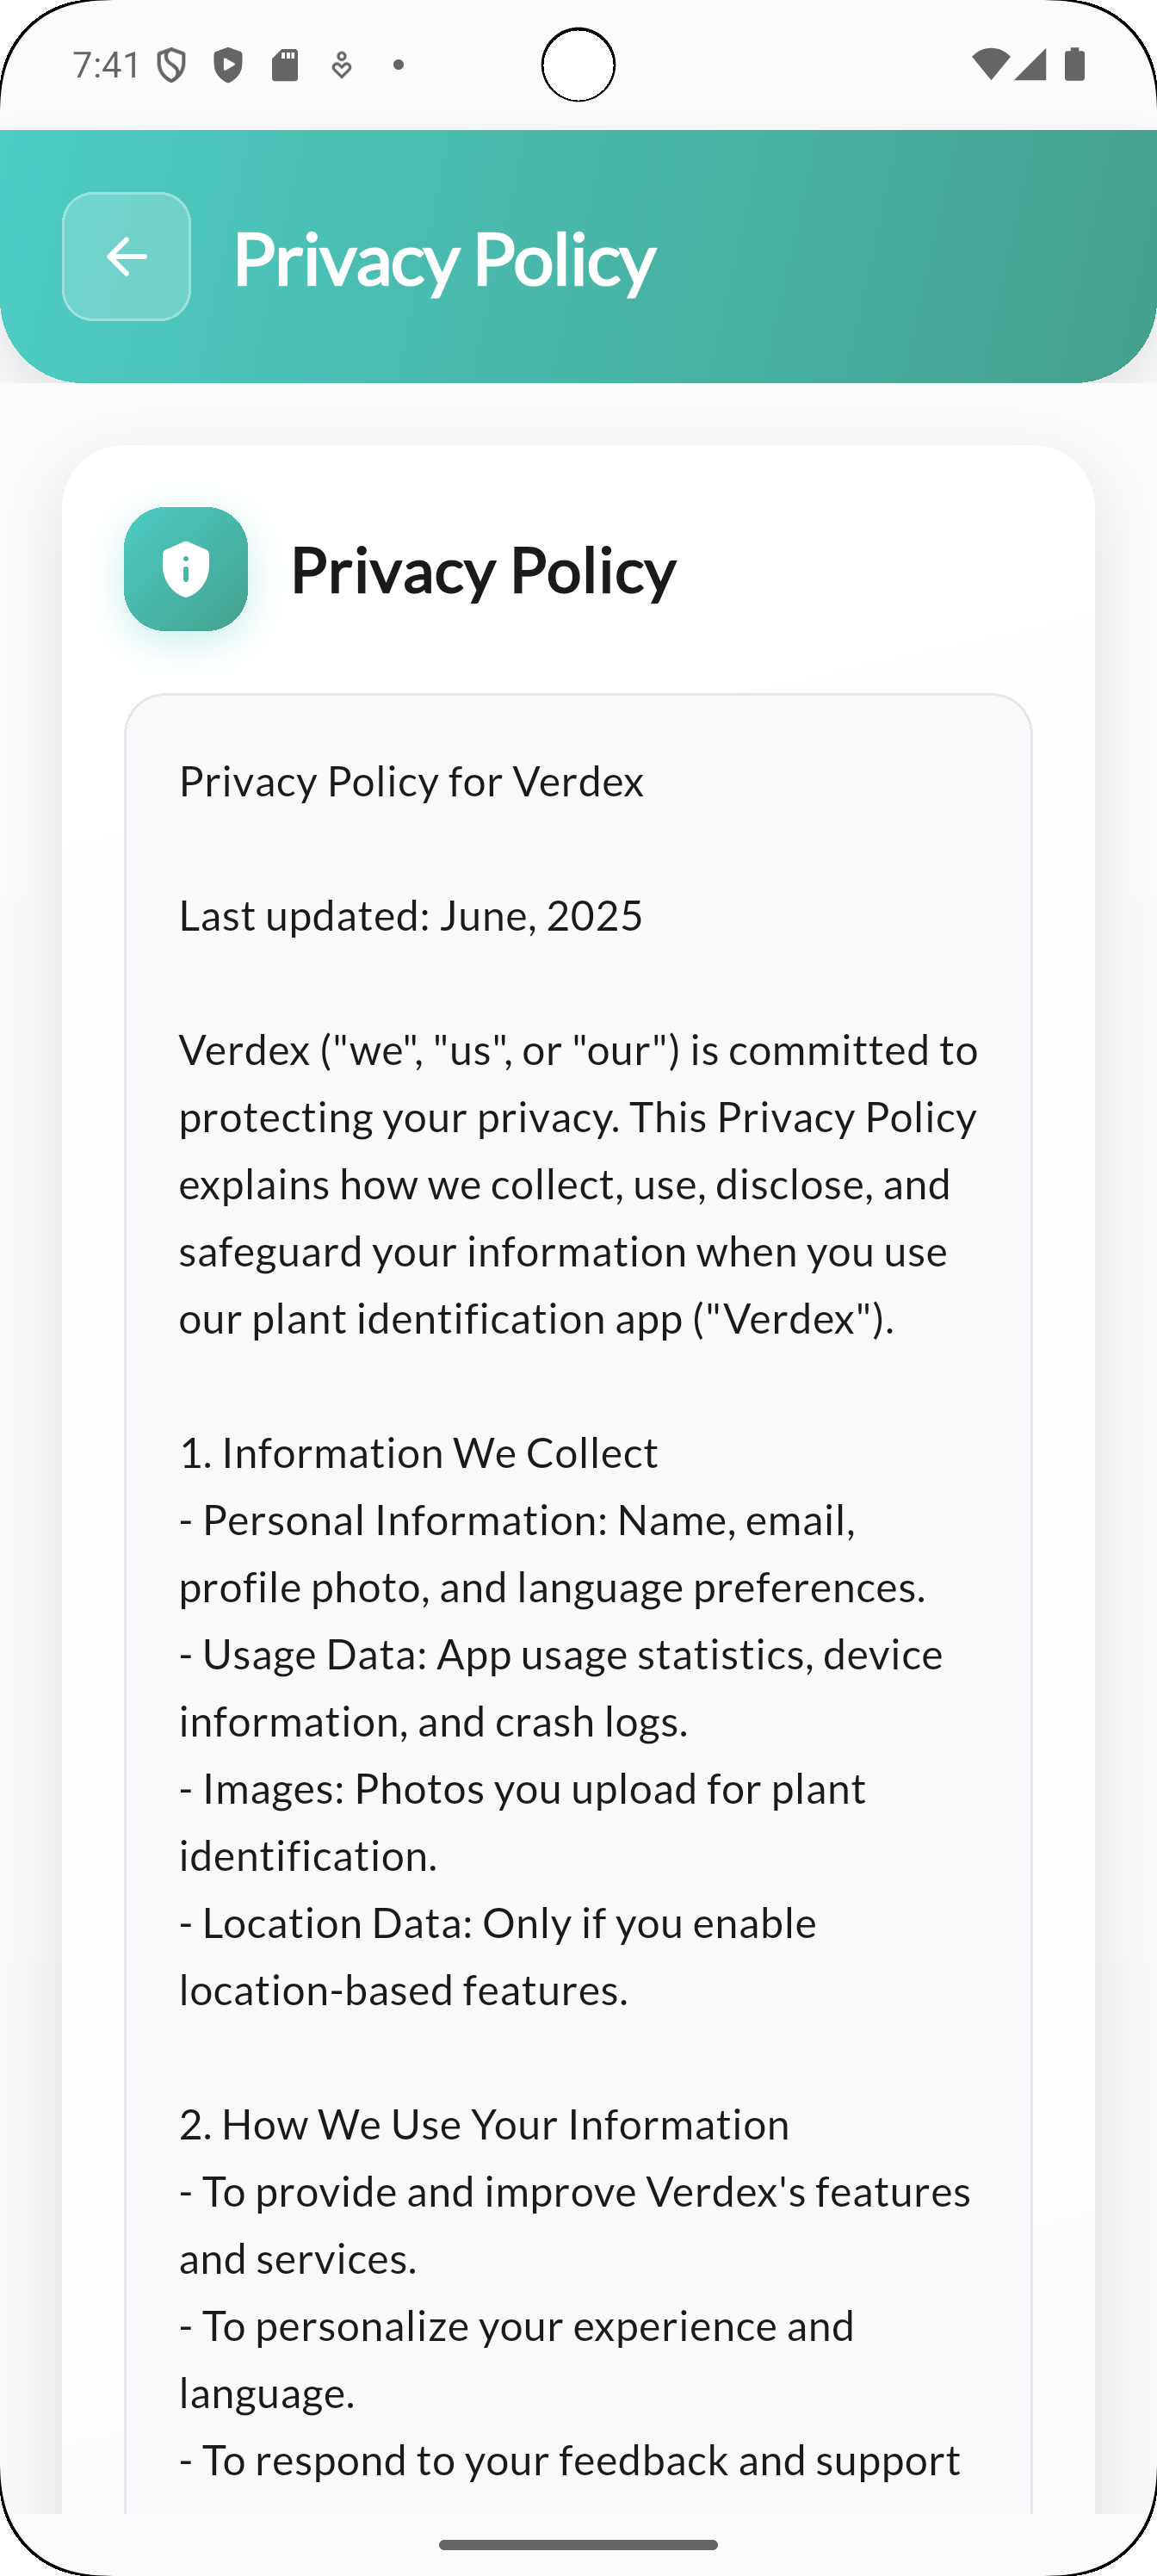 7:41
Privacy Policy
Privacy Policy
Privacy Policy for Verdex
Last updated: June, 2025
Verdex ("we", "us", or "our") is committed to
protecting your privacy. This Privacy Policy
explains how we collect, use, disclose, and
safeguard your information when you use
our plant identification app ("Verdex").
1. Information We Collect
- Personal Information: Name, email,
profile photo, and language preferences.
- Usage Data: App usage statistics, device
information, and crash logs.
- Images: Photos you upload for plant
identification.
- Location Data: Only if you enable
location-based features.
2. How We Use Your Information
- To provide and improve Verdex's features
and services.
- To personalize your experience and
language.
- To respond to your feedback and support